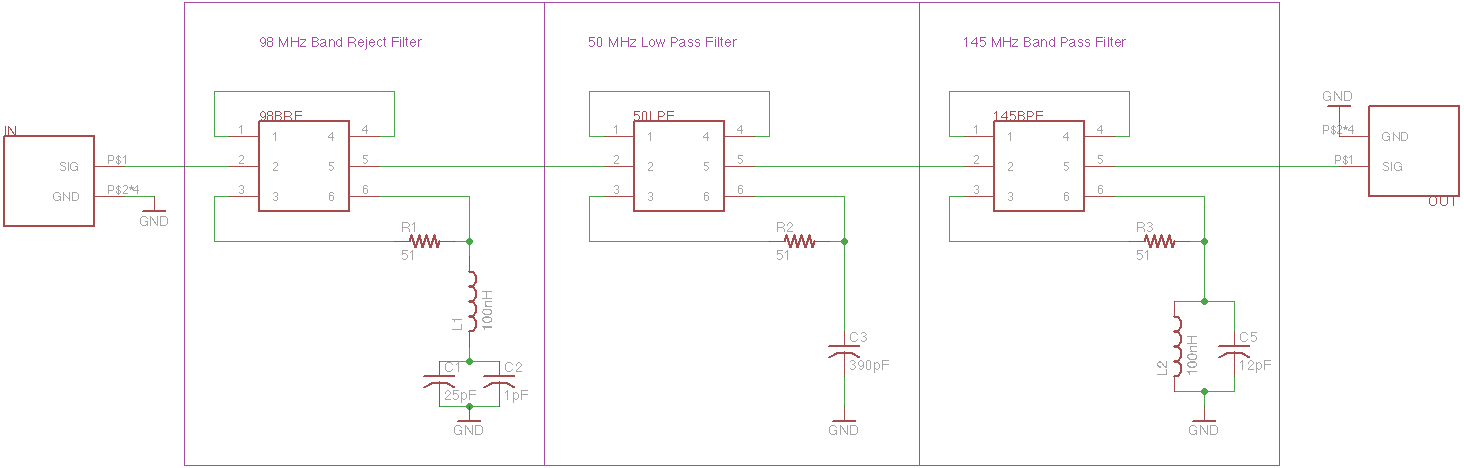 98 MHz Band Reject Filter
50 MHz Low Pass Filter
145 MHz Band Pass Filter
IN
SIG
GND
P$1
P$2*4
GND
98BRF
1
2
3
1
2
3
4
5
6
4
5
6
R1
51
L1
100nH
C1
25pF
C2
1pF
GND
50LPF
1
2
3
1
2
3
4
5
6
4
5
6
R2
51
C3
390pF
GND
145BPF
1
2
3
1
2
3
4
5
6
4
5
6
R3
51
L2
100nH
C5
12pF
GND
GND
P$2*4
P$1
GND
SIG
OUT